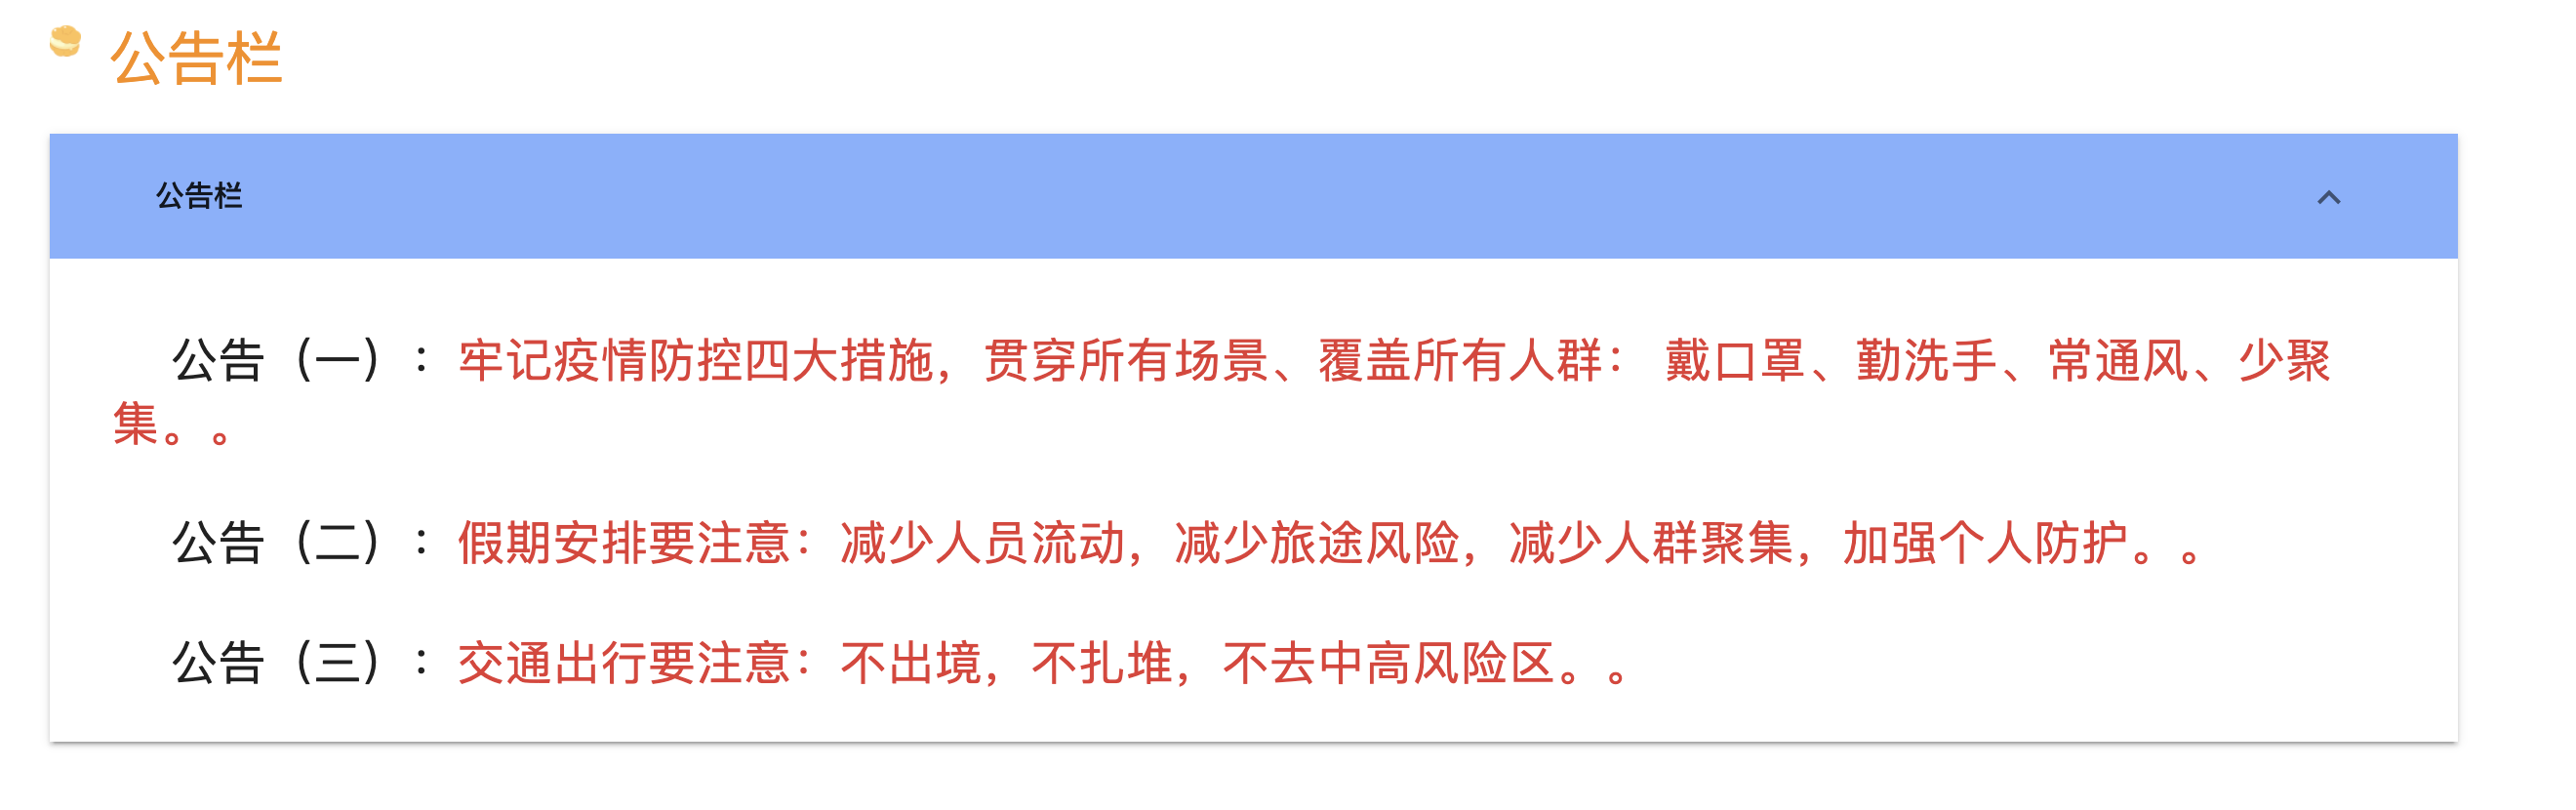 公告栏
公告栏
公告（一）：牢记疫情防控四大措施，贯穿所有场景、覆盖所有人群： 戴口罩、勤洗手、常通风、少聚
集。。
公告（二）：假期安排要注意：减少人员流动，减少旅途风险，减少人群聚集，加强个人防护。。
公告（三）：交通出行要注意：不出境，不扎堆，不去中高风险区。。